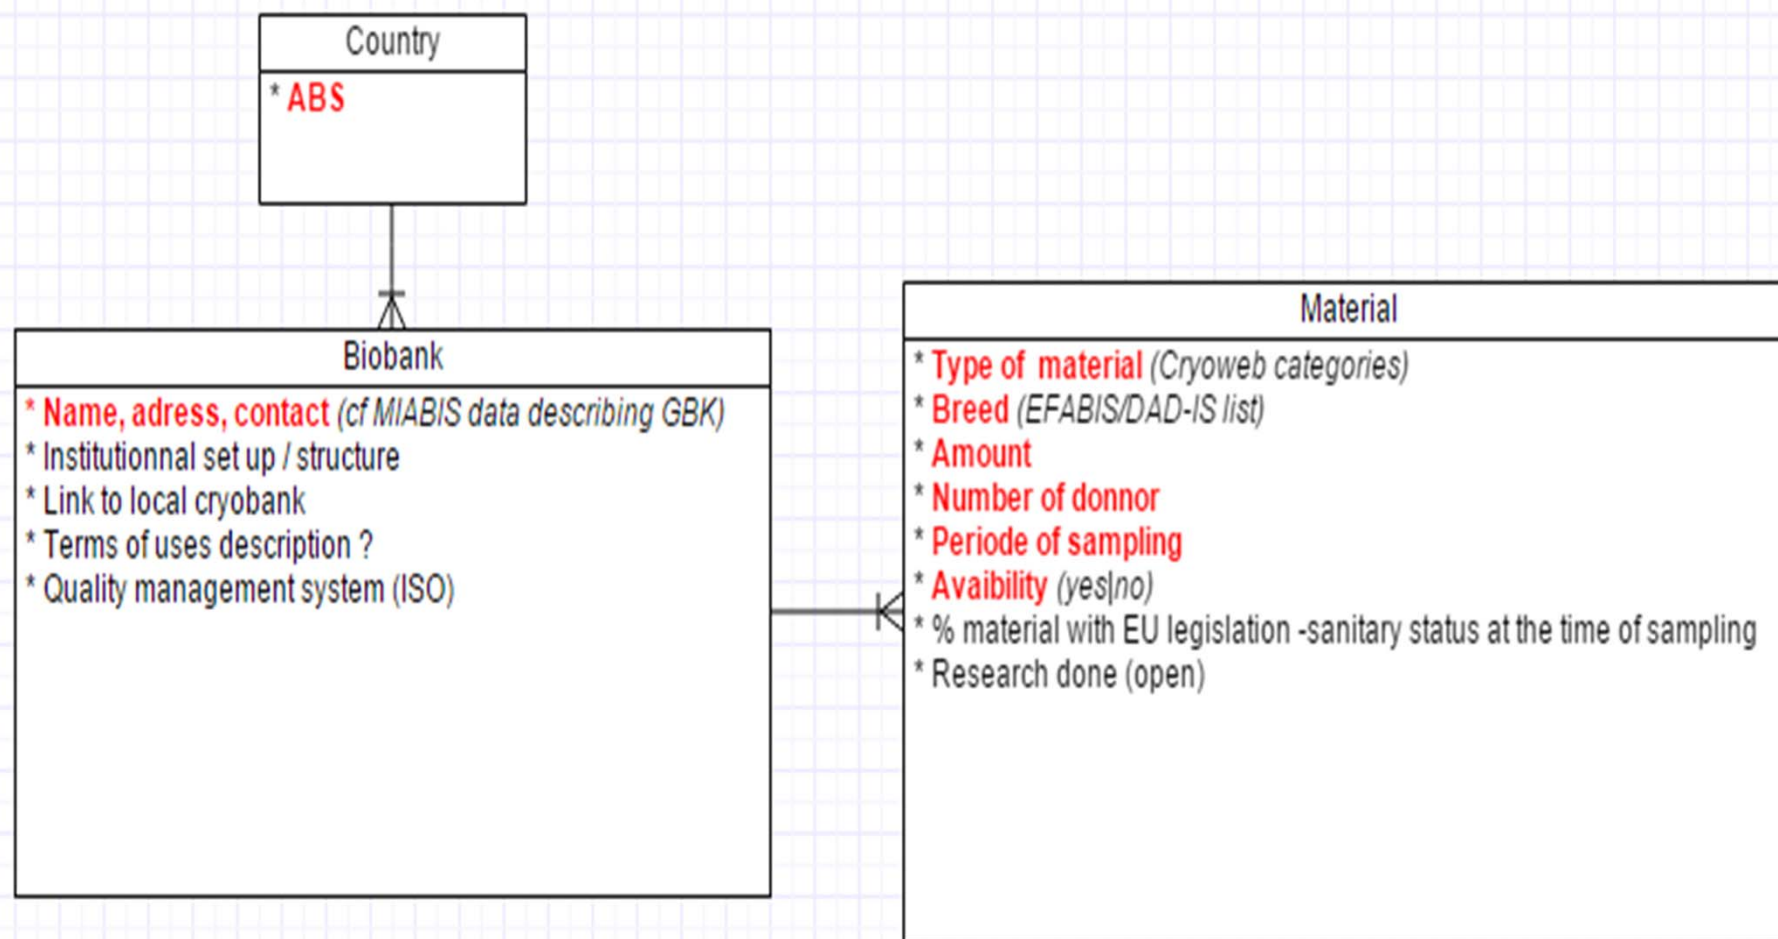 Country
* ABS
Biobank
* Name, adress, contact (cf MIABIS data describing GBK)
* Institutionnal set up / structure
* Link to local cryobank
* Terms of uses description ?
* Quality management system (ISO)
Material
* Type of material (Cryoweb categories)
* Breed (EFABIS/DAD-IS list)
* Amount
* Number of donnor
* Periode of sampling
* Avaibility (yes|no)
* % material with EU legislation -sanitary status at the time of sampling
* Research done (open)